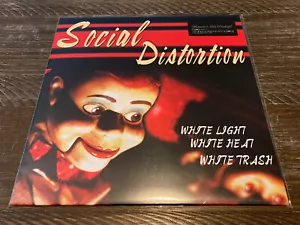 Social
Distortion
WHITE LIGHT
WHITE HEAT
WHITE TRASH